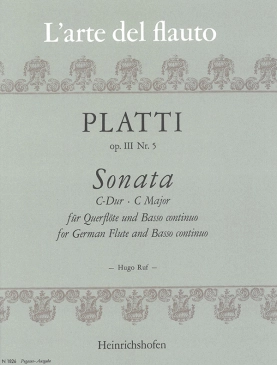 L'arte del flauto
PLATTI
op. III Nr. 5
Sonata
C-Dur · C Major
für Querflöte und Basso continuo
for German Flute and Basso continuo
— Hugo Ruf —
Heinrichshofen